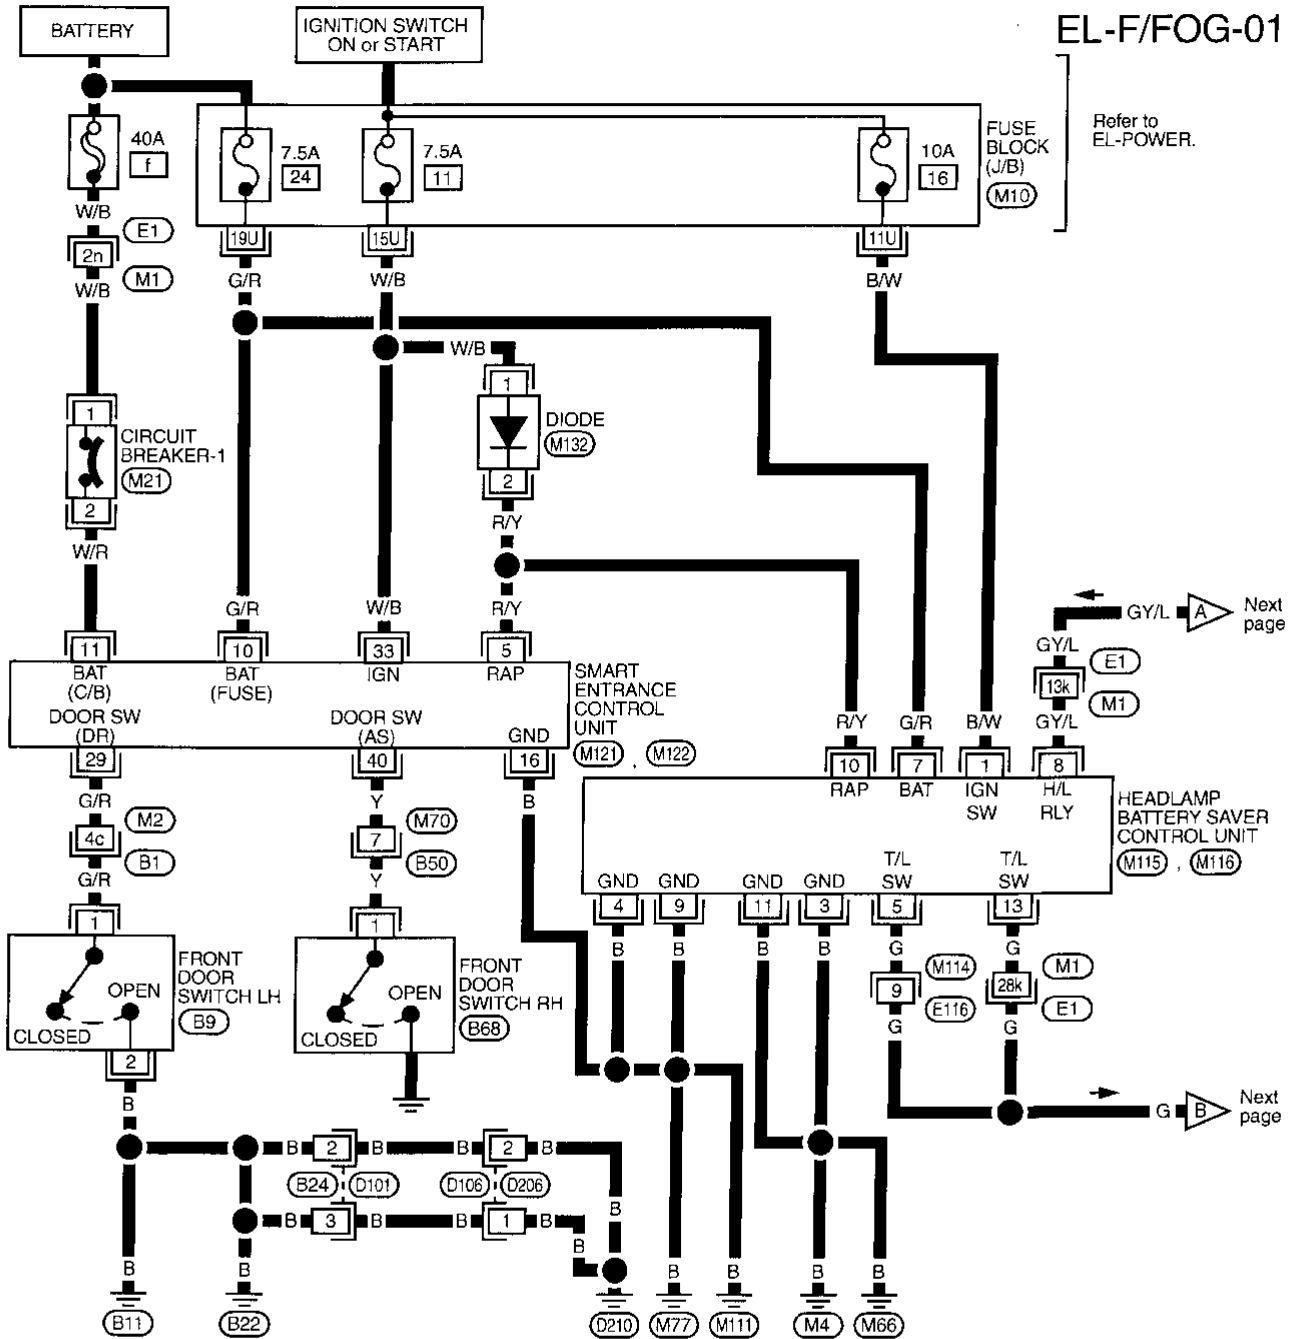 BATTERY
IGNITION SWITCH
ON or START
EL-F/FOG-01
Refer to
EL-POWER.
FUSE
BLOCK
(J/B)
M10
40A
f
7.5A
24
7.5A
11
10A
16
W/B
E1
2n
M1
W/B
19U
15U
11U
G/R
W/B
B/W
W/B
1
DIODE
M132
2
R/Y
1
CIRCUIT
BREAKER-1
M21
2
W/R
G/R
W/B
R/Y
GY/L
A
Next
page
GY/L
E1
13k
M1
GY/L
11
10
33
5
BAT
(C/B)
BAT
(FUSE)
IGN
RAP
SMART
ENTRANCE
CONTROL
UNIT
M121 , M122
DOOR SW
(DR)
DOOR SW
(AS)
GND
29
40
16
R/Y
G/R
B/W
10
7
1
8
RAP
BAT
IGN
SW
H/L
RLY
HEADLAMP
BATTERY SAVER
CONTROL UNIT
M115 , M116
G/R
Y
B
M2
4c
B1
M70
7
B50
G/R
Y
GND
GND
GND
GND
T/L
SW
T/L
SW
4
9
11
3
5
13
1
1
B
B
B
B
G
G
FRONT
DOOR
SWITCH LH
B9
OPEN
CLOSED
FRONT
DOOR
SWITCH RH
B68
OPEN
CLOSED
M114
9
E116
M1
28k
E1
G
G
2
B
G
B
Next
page
B
2
B
B
2
B
B24
D101
D106
D206
B
3
B
B
1
B
B
B
B
B
B
B
B
B
B11
B22
D210
M77
M111
M4
M66